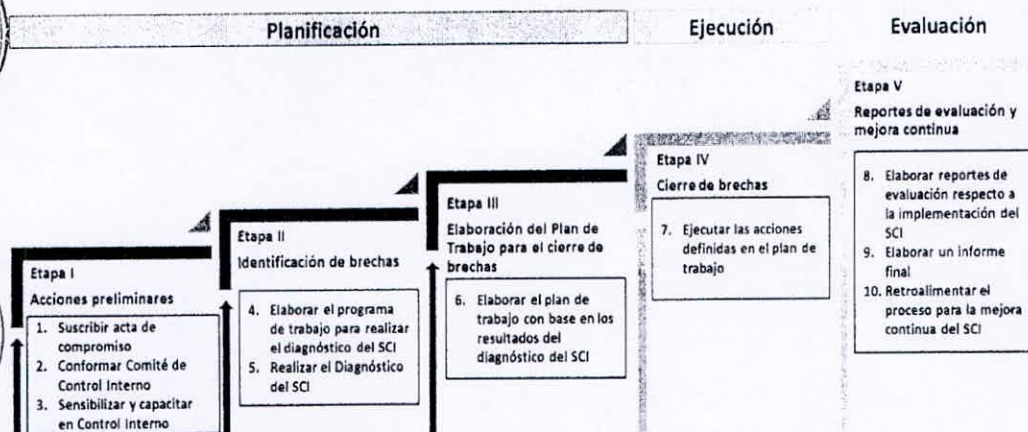 Planificación
Ejecución
Evaluación
Etapa I
Acciones preliminares
1. Suscribir acta de
compromiso
2. Conformar Comité de
Control Interno
3. Sensibilizar y capacitar
en Control Interno
Etapa II
Identificación de brechas
4. Elaborar el programa
de trabajo para realizar
el diagnóstico del SCI
5. Realizar el Diagnóstico
del SCI
Etapa III
Elaboración del Plan de
Trabajo para el cierre de
brechas
6. Elaborar el plan de
trabajo con base en los
resultados del
diagnóstico del SCI
Etapa IV
Cierre de brechas
7. Ejecutar las acciones
definidas en el plan de
trabajo
Etapa V
Reportes de evaluación y
mejora continua
8. Elaborar reportes de
evaluación respecto a
la implementación del
SCI
9. Elaborar un informe
final
10. Retroalimentar el
proceso para la mejora
continua del SCI